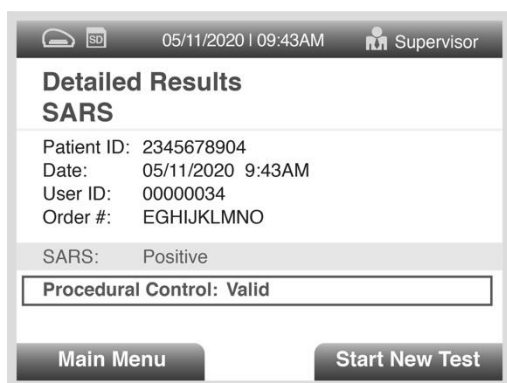 SD 05/11/2020 | 09:43AM Supervisor
Detailed Results
SARS
Patient ID: 2345678904
Date: 05/11/2020 9:43AM
User ID: 00000034
Order #: EGHIJKLMNO
SARS: Positive
Procedural Control: Valid
Main Menu Start New Test